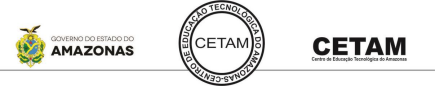 GOVERNO DO ESTADO DO
AMAZONAS
CENTRO DE EDUCAÇÃO TECNOLÓGICA DO AMAZONAS
CETAM
CETAM
Centro de Educação Tecnológica do Amazonas